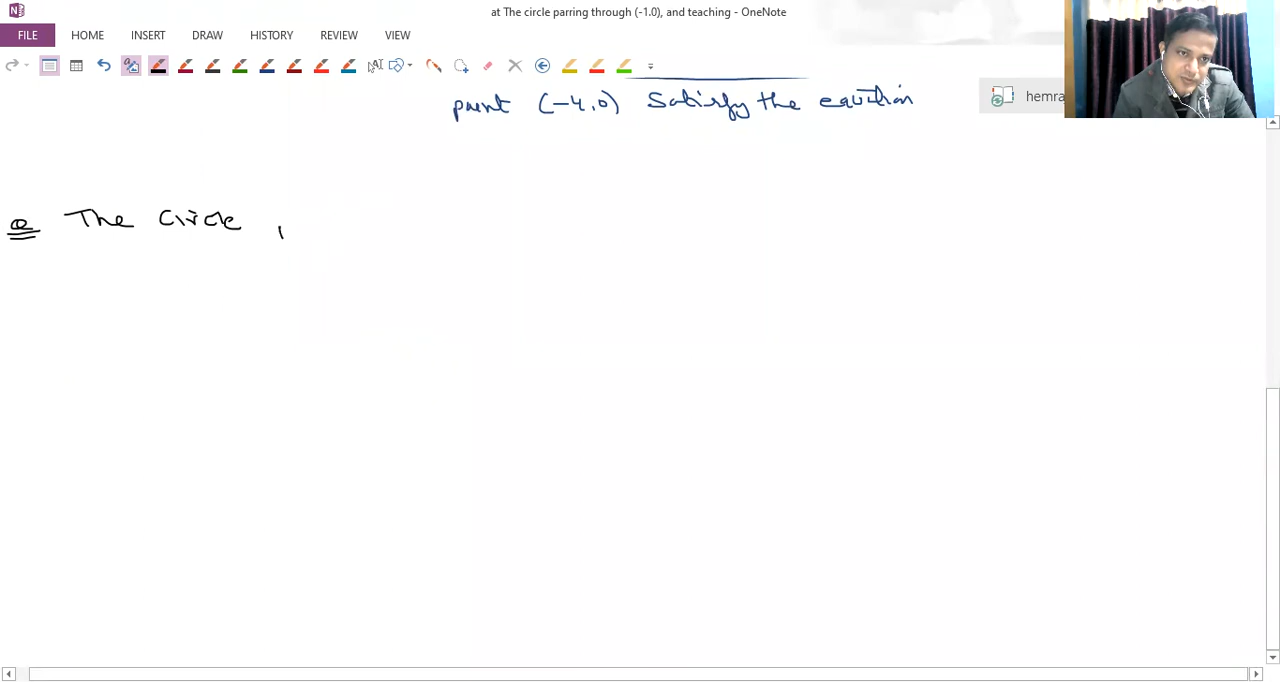 at The circle parring through (-1.0), and teaching - OneNote
FILE HOME INSERT DRAW HISTORY REVIEW VIEW
hemra
point (-4,0) Satisfy the equation
Q The Circle